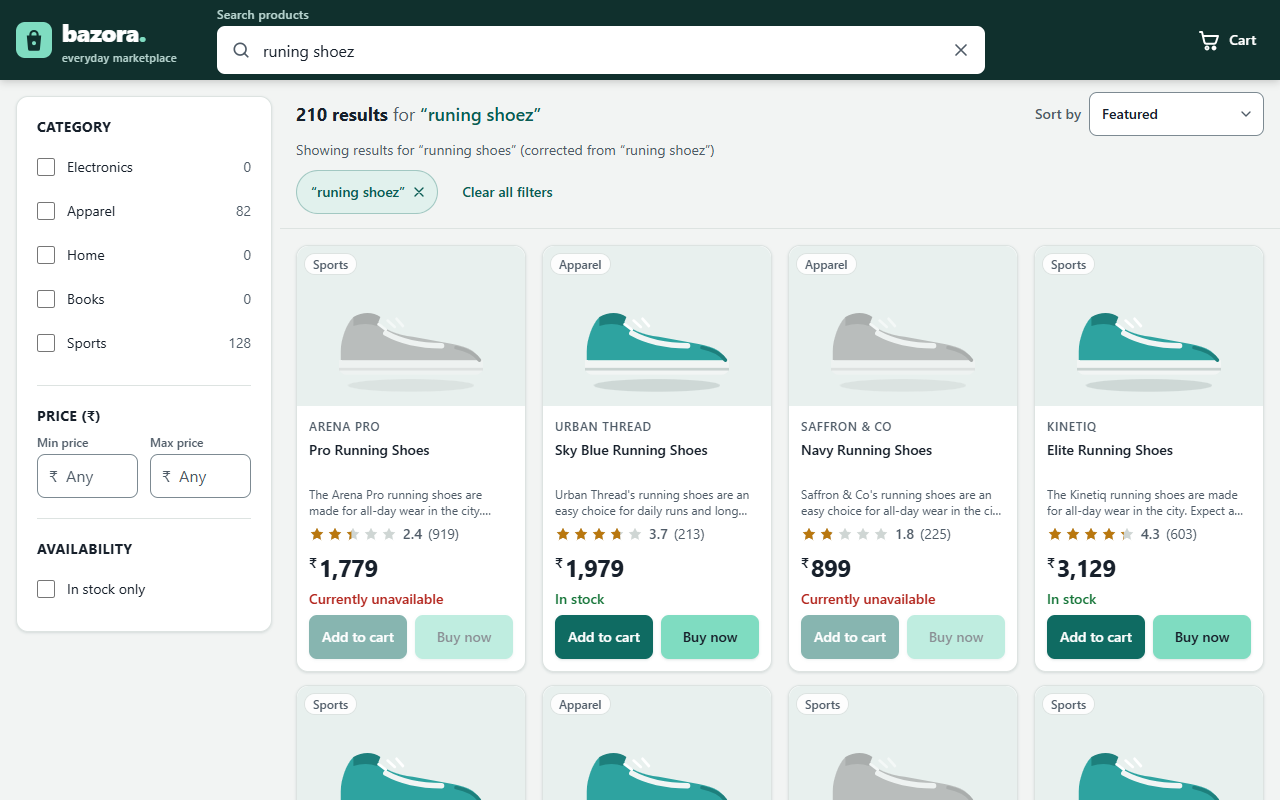 bazora.
everyday marketplace
Search products
runing shoez
Cart
CATEGORY
Electronics 0
Apparel 82
Home 0
Books 0
Sports 128
PRICE (₹)
Min price Max price
₹ Any ₹ Any
AVAILABILITY
In stock only
210 results for “runing shoez”
Sort by Featured
Showing results for “running shoes” (corrected from “runing shoez”)
“runing shoez” Clear all filters
Sports
ARENA PRO
Pro Running Shoes
The Arena Pro running shoes are
made for all-day wear in the city....
2.4 (919)
₹1,779
Currently unavailable
Add to cart Buy now
Apparel
URBAN THREAD
Sky Blue Running Shoes
Urban Thread's running shoes are an
easy choice for daily runs and long...
3.7 (213)
₹1,979
In stock
Add to cart Buy now
Apparel
SAFFRON & CO
Navy Running Shoes
Saffron & Co's running shoes are an
easy choice for all-day wear in the ci...
1.8 (225)
₹899
Currently unavailable
Add to cart Buy now
Sports
KINETIQ
Elite Running Shoes
The Kinetiq running shoes are made
for all-day wear in the city. Expect a...
4.3 (603)
₹3,129
In stock
Add to cart Buy now
Sports
Apparel
Sports
Sports